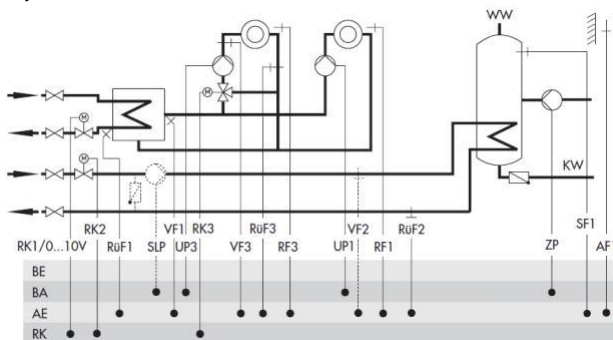 WW
M
M
M
KW
RK2
VF1
RK3
RüF3
VF2
RüF2
SF1
RK1/0...10V
RüF1
SLP
UP3
VF3
RF3
UP1
RF1
ZP
AF1
BE
BA
AE
RK